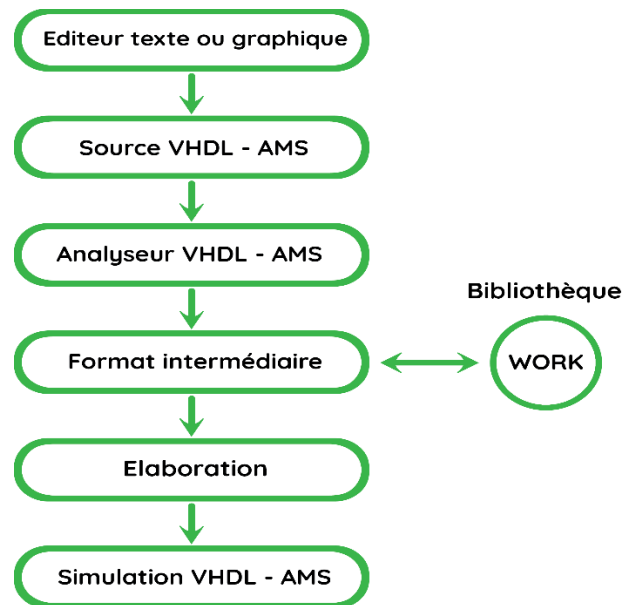 Editeur texte ou graphique
Source VHDL - AMS
Analyseur VHDL - AMS
Bibliothèque
Format intermédiaire
WORK
Elaboration
Simulation VHDL - AMS